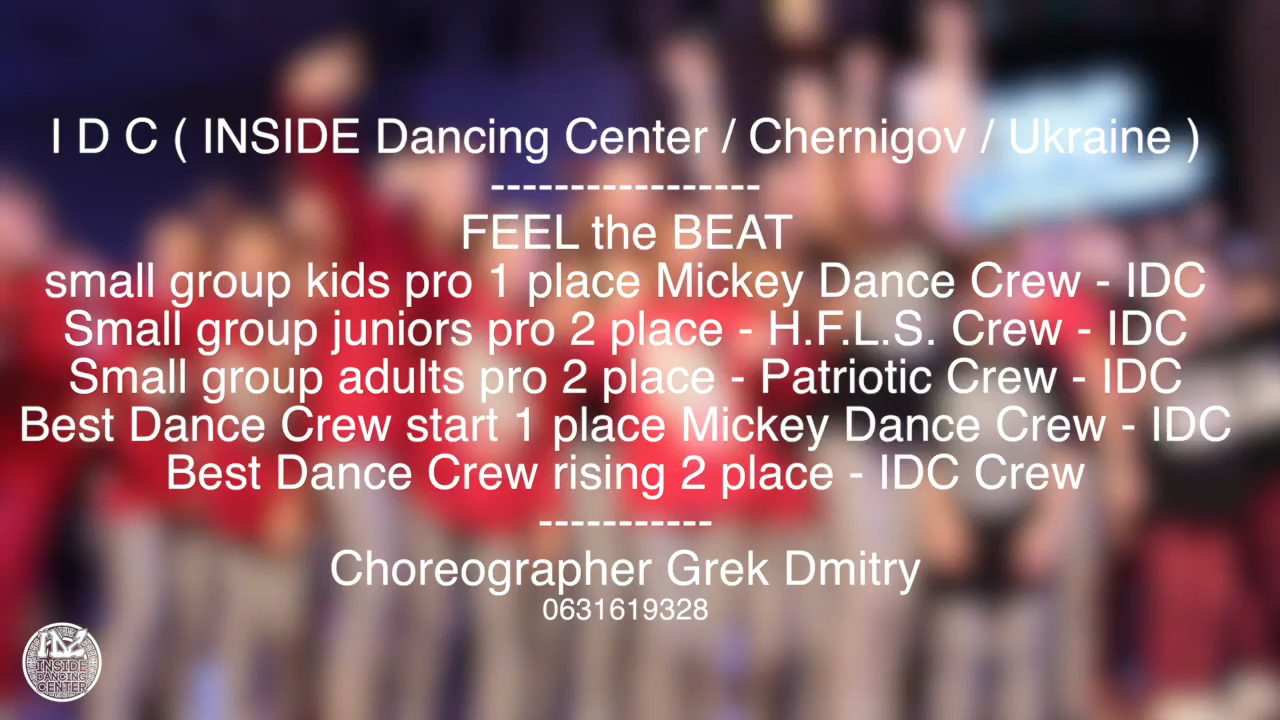 I D C ( INSIDE Dancing Center / Chernigov / Ukraine )
-----------------
FEEL the BEAT
small group kids pro 1 place Mickey Dance Crew - IDC
Small group juniors pro 2 place - H.F.L.S. Crew - IDC
Small group adults pro 2 place - Patriotic Crew - IDC
Best Dance Crew start 1 place Mickey Dance Crew - IDC
Best Dance Crew rising 2 place - IDC Crew
-----------
Choreographer Grek Dmitry
0631619328
INSIDE
DANCING
CENTER